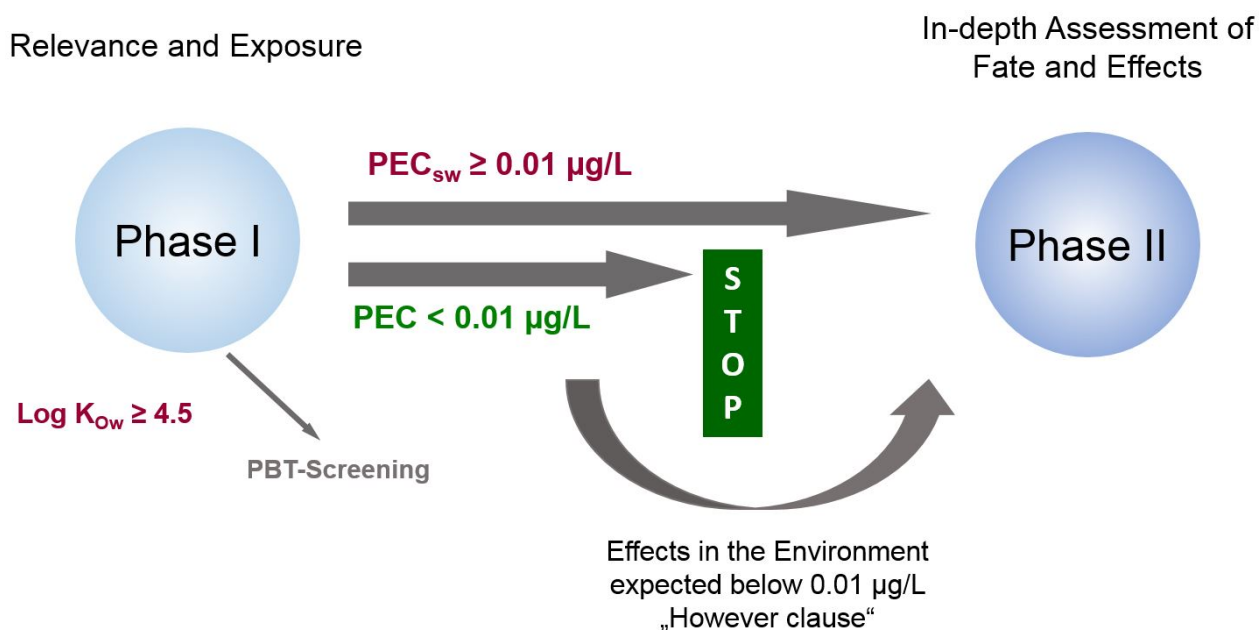 Relevance and Exposure
In-depth Assessment of
Fate and Effects
Phase I
PECsw ≥ 0.01 µg/L
PEC < 0.01 µg/L
STOP
Phase II
Log KOw ≥ 4.5
PBT-Screening
Effects in the Environment
expected below 0.01 µg/L
„However clause“